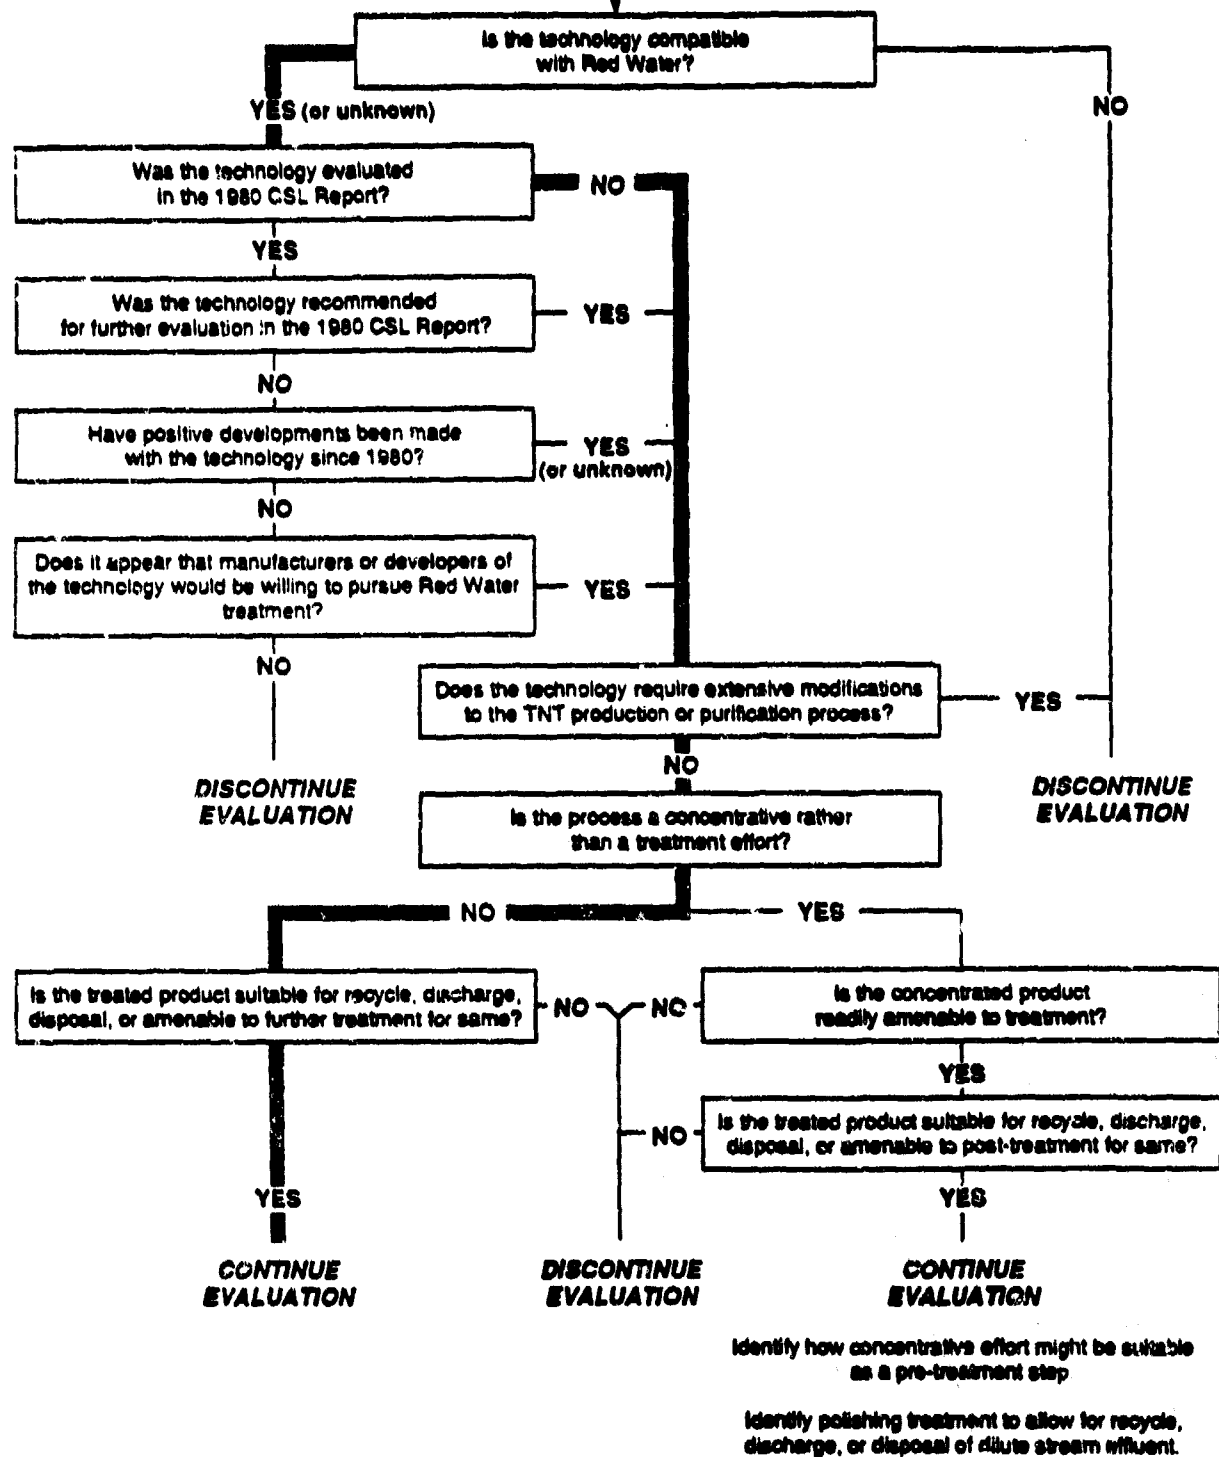 Is the technology compatible
with Red Water?
YES (or unknown)
NO
Was the technology evaluated
in the 1980 CSL Report?
NO
YES
Was the technology recommended
for further evaluation in the 1980 CSL Report?
YES
NO
Have positive developments been made
with the technology since 1980?
YES
(or unknown)
NO
Does it appear that manufacturers or developers of
the technology would be willing to pursue Red Water
treatment?
YES
NO
Does the technology require extensive modifications
to the TNT production or purification process?
YES
NO
DISCONTINUE
EVALUATION
DISCONTINUE
EVALUATION
Is the process a concentrative rather
than a treatment effort?
NO
YES
Is the treated product suitable for recycle, discharge,
disposal, or amenable to further treatment for same?
NO
NO
Is the concentrated product
readily amenable to treatment?
YES
Is the treated product suitable for recycle, discharge,
disposal, or amenable to post-treatment for same?
NO
YES
YES
CONTINUE
EVALUATION
DISCONTINUE
EVALUATION
CONTINUE
EVALUATION
Identify how concentrative effort might be suitable
as a pre-treatment step
Identify polishing treatment to allow for recycle,
discharge, or disposal of dilute stream effluent.